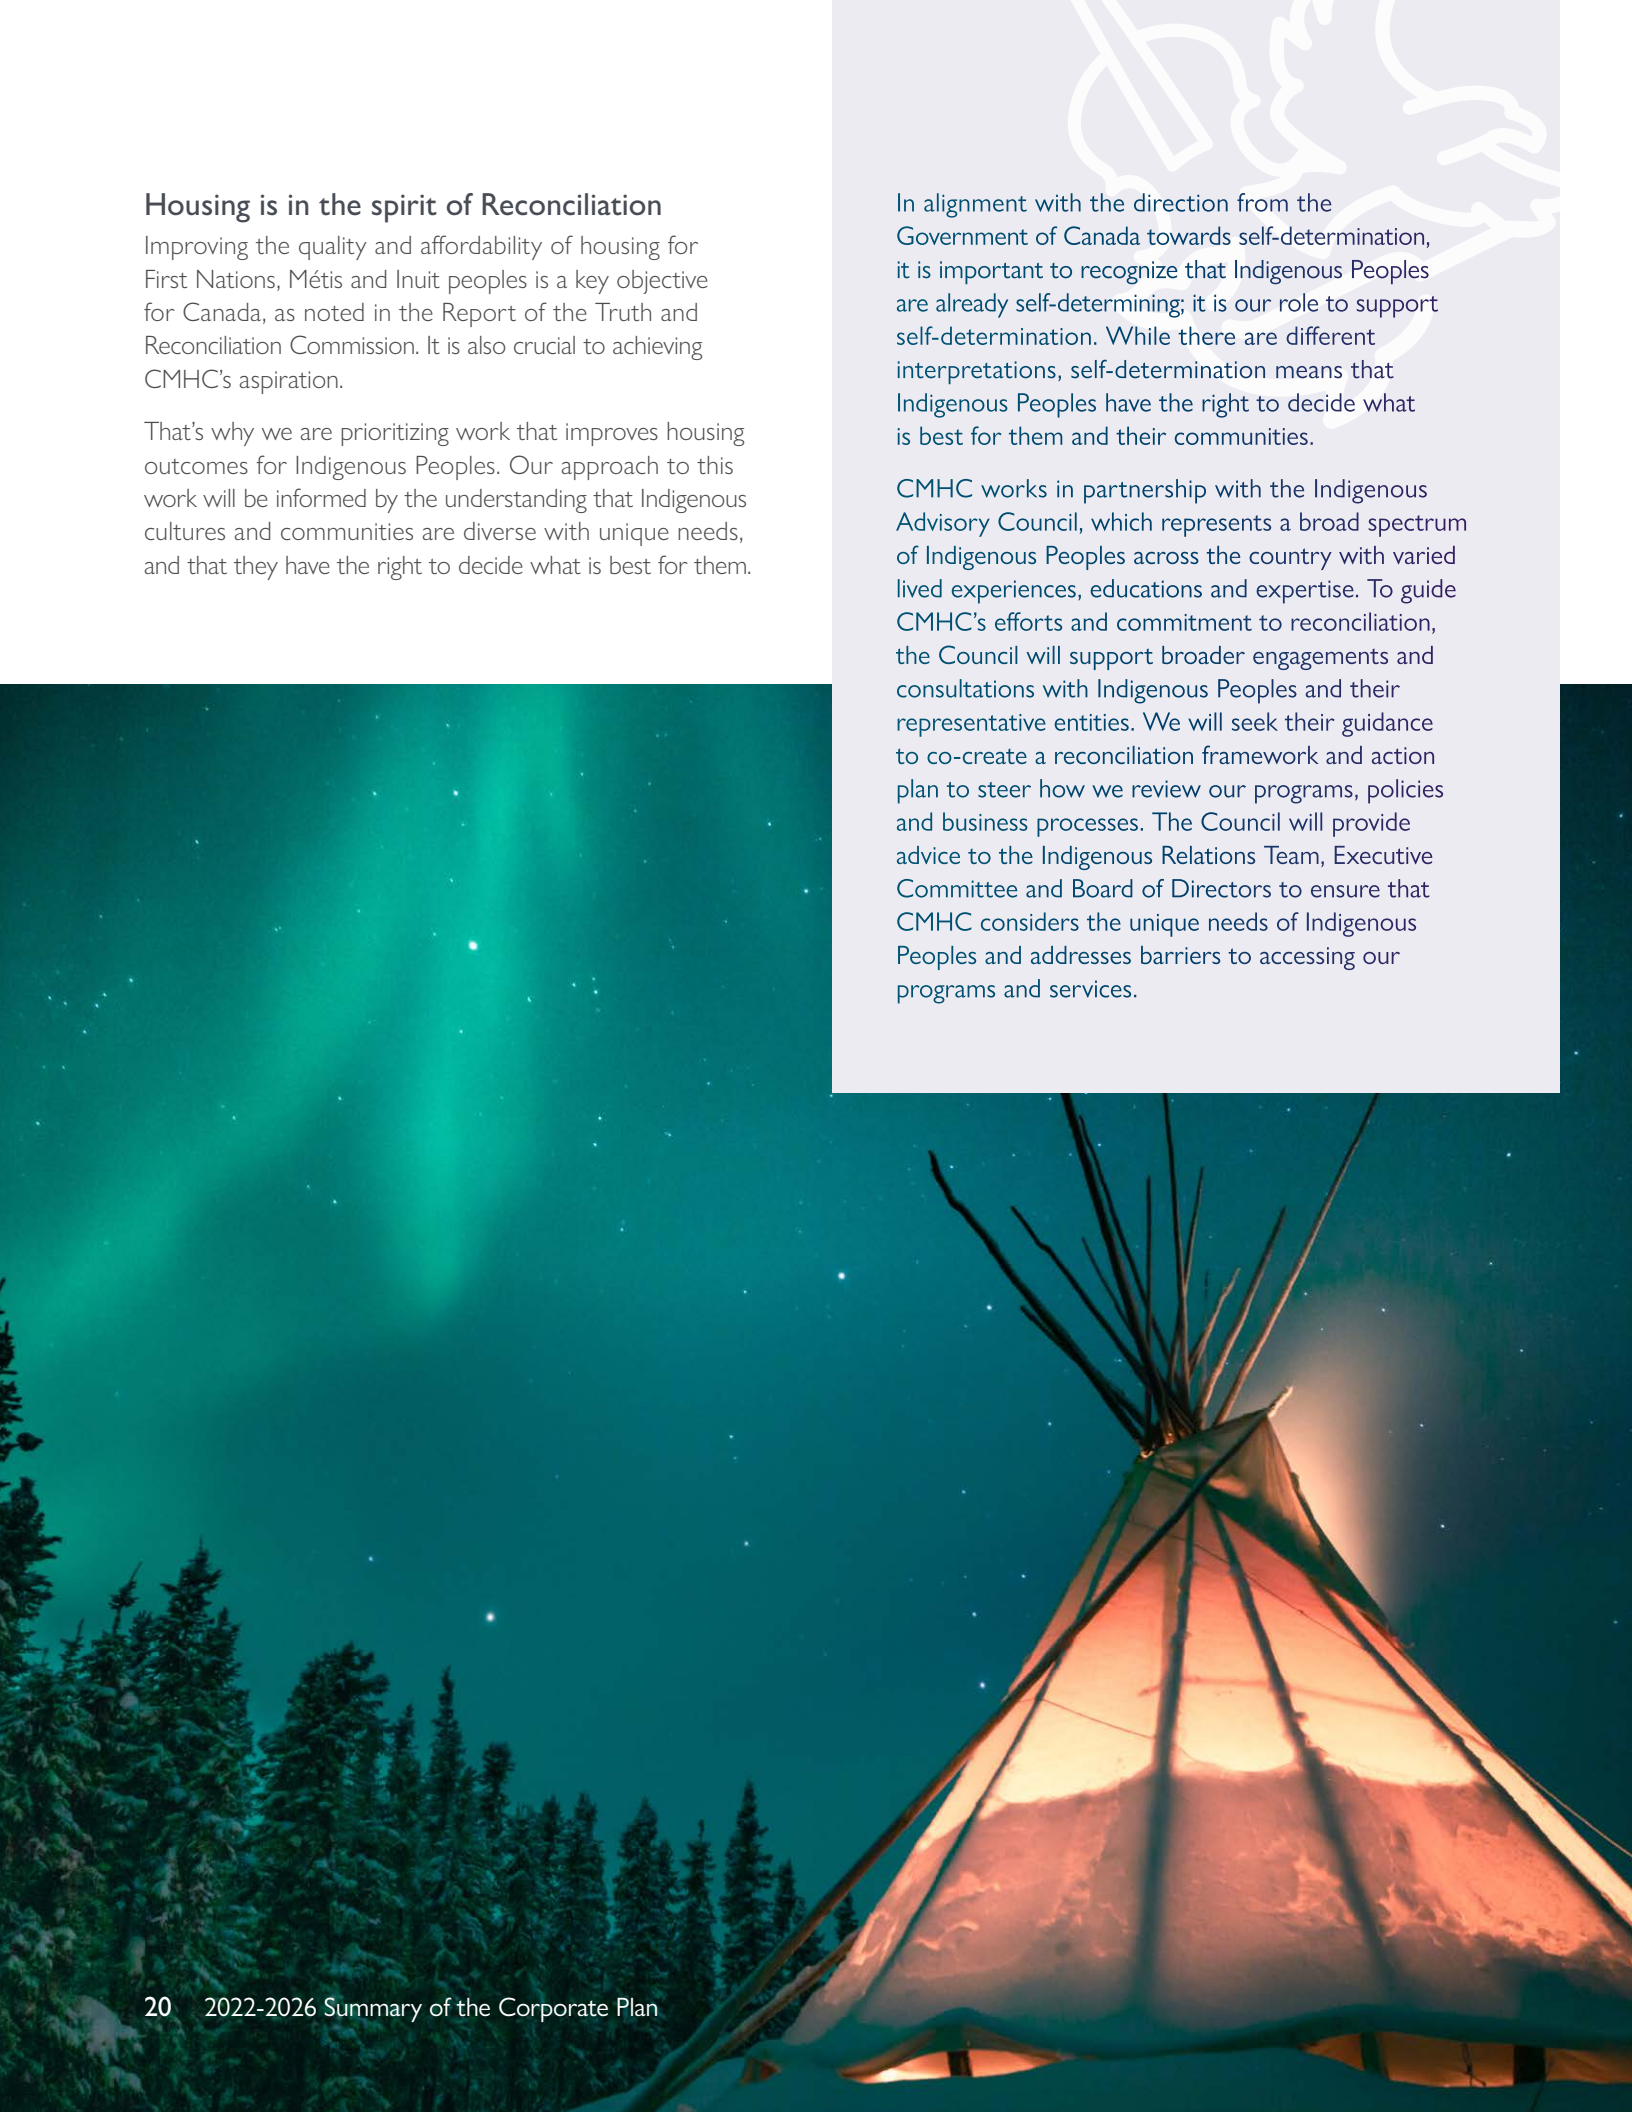 Housing is in the spirit of Reconciliation
Improving the quality and affordability of housing for
First Nations, Métis and Inuit peoples is a key objective
for Canada, as noted in the Report of the Truth and
Reconciliation Commission. It is also crucial to achieving
CMHC’s aspiration.
That’s why we are prioritizing work that improves housing
outcomes for Indigenous Peoples. Our approach to this
work will be informed by the understanding that Indigenous
cultures and communities are diverse with unique needs,
and that they have the right to decide what is best for them.
In alignment with the direction from the
Government of Canada towards self-determination,
it is important to recognize that Indigenous Peoples
are already self-determining; it is our role to support
self-determination. While there are different
interpretations, self-determination means that
Indigenous Peoples have the right to decide what
is best for them and their communities.
CMHC works in partnership with the Indigenous
Advisory Council, which represents a broad spectrum
of Indigenous Peoples across the country with varied
lived experiences, educations and expertise. To guide
CMHC’s efforts and commitment to reconciliation,
the Council will support broader engagements and
consultations with Indigenous Peoples and their
representative entities. We will seek their guidance
to co-create a reconciliation framework and action
plan to steer how we review our programs, policies
and business processes. The Council will provide
advice to the Indigenous Relations Team, Executive
Committee and Board of Directors to ensure that
CMHC considers the unique needs of Indigenous
Peoples and addresses barriers to accessing our
programs and services.
20 2022-2026 Summary of the Corporate Plan